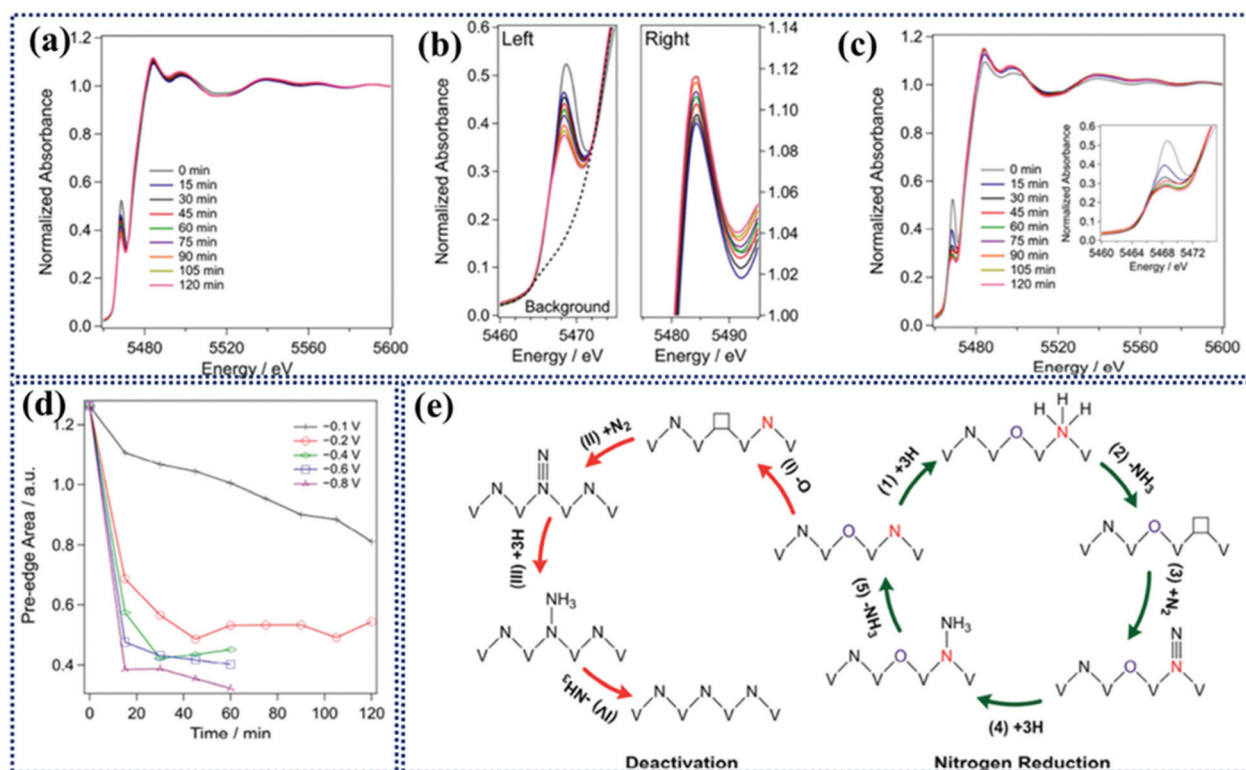 (a)
1.2
1.0
0.8
0.6
0.4
0.2
0.0
Normalized Absorbance
0 min
15 min
30 min
45 min
60 min
75 min
90 min
105 min
120 min
5480 5520 5560 5600
Energy / eV
(b)
Left
Right
0.6
0.5
0.4
0.3
0.2
0.1
0.0
Normalized Absorbance
Background
5460 5470
Energy / eV
1.14
1.12
1.10
1.08
1.06
1.04
1.02
1.00
5480 5490
Energy / eV
(c)
1.2
1.0
0.8
0.6
0.4
0.2
0.0
Normalized Absorbance
0 min
15 min
30 min
45 min
60 min
75 min
90 min
105 min
120 min
0.6
0.5
0.4
0.3
0.2
0.1
0.0
Normalized Absorbance
5460 5464 5468 5472
Energy / eV
5480 5520 5560 5600
Energy / eV
(d)
1.2
1.0
0.8
0.6
0.4
Pre-edge Area / a.u.
−0.1 V
−0.2 V
−0.4 V
−0.6 V
−0.8 V
0 20 40 60 80 100 120
Time / min
(e)
N N
V V V V
(I) -O
(II) +N2
N
N N N
V V V V
(III) +3H
NH3
N N N
V V V V
(IV) -NH3
N N N
V V V V
Deactivation
N O N
V V V V
(1) +3H
H H H
N O N
V V V V
(2) -NH3
N O
V V V V
(3) +N2
N
N O N
V V V V
(4) +3H
NH3
N O N
V V V V
(5) -NH3
Nitrogen Reduction